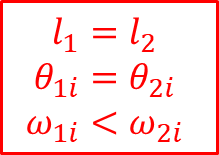 l₁ = l₂
θ₁ᵢ = θ₂ᵢ
ω₁ᵢ < ω₂ᵢ